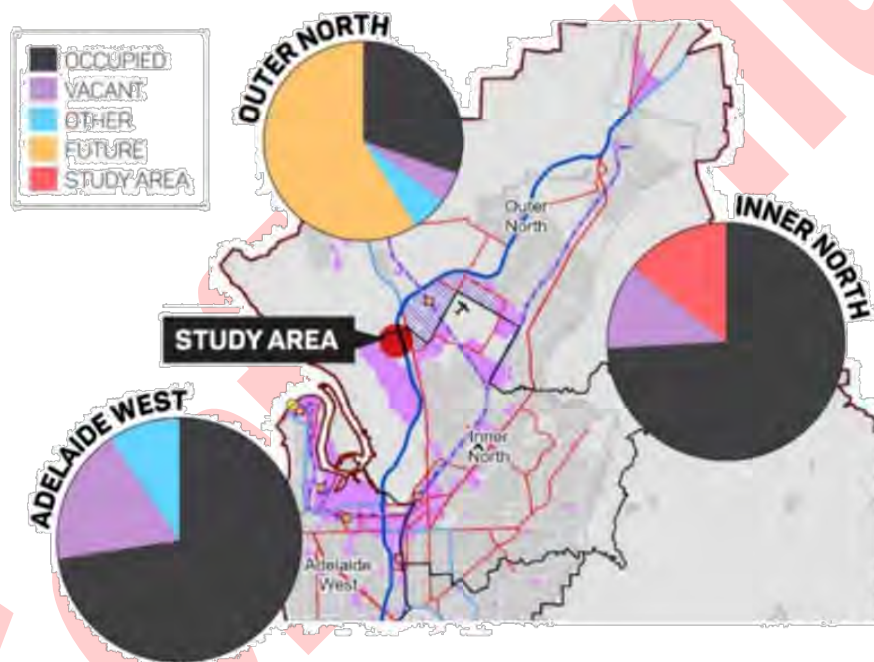 OCCUPIED
VACANT
OTHER
FUTURE
STUDY AREA
OUTER NORTH
Outer
North
INNER NORTH
STUDY AREA
ADELAIDE WEST
Inner
North
Adelaide
West